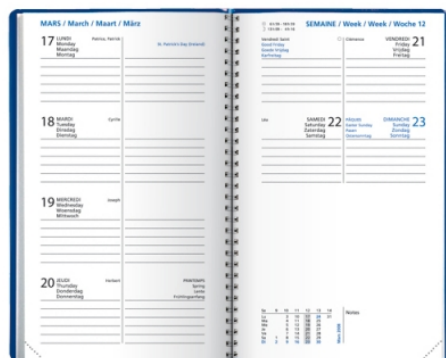 MARS / March / Maart / März
17 LUNDI
Monday
Maandag
Montag
Patrice, Patrick
St. Patrick's Day (Ireland)
18 MARDI
Tuesday
Dinsdag
Dienstag
Cyrille
19 MERCREDI
Wednesday
Woensdag
Mittwoch
Joseph
20 JEUDI
Thursday
Donderdag
Donnerstag
Herbert
PRINTEMPS
Spring
Lente
Frühlingsanfang
SEMAINE / Week / Week / Woche 12
Vendredi Saint
Good Friday
Goede Vrijdag
Karfreitag
Clémence
VENDREDI 21
Friday
Vrijdag
Freitag
Léa
SAMEDI 22
Saturday
Zaterdag
Samstag
PÂQUES
Easter Sunday
Pasen
Ostersonntag
DIMANCHE 23
Sunday
Zondag
Sonntag
Notes